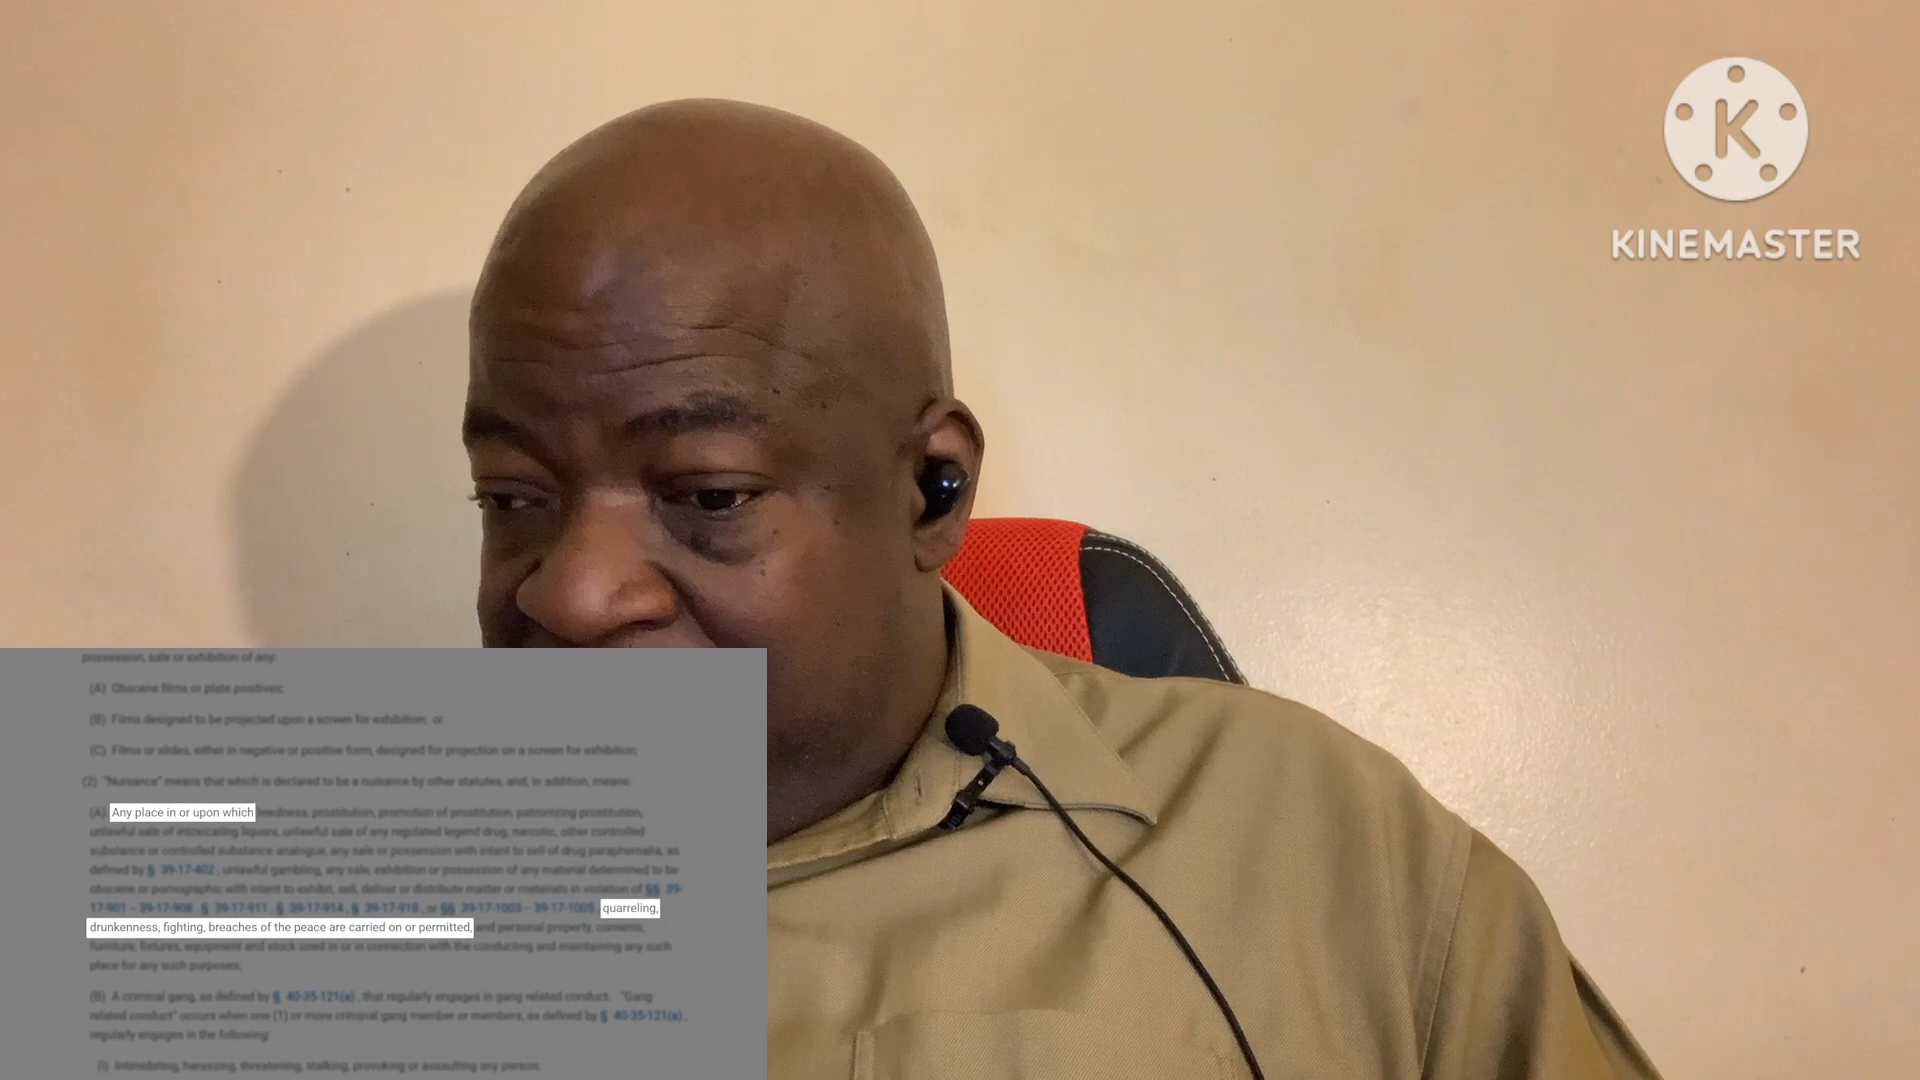 K
KINEMASTER
possession, sale or exhibition of any:
(A) Obscene films or plate positives;
(B) Films designed to be projected upon a screen for exhibition; or
(C) Films or slides, either in negative or positive form, designed for projection on a screen for exhibition;
(2) "Nuisance" means that which is declared to be a nuisance by other statutes, and, in addition, means:
(A) Any place in or upon which lewdness, prostitution, promotion of prostitution, patronizing prostitution,
unlawful sale of intoxicating liquors, unlawful sale of any regulated legend drug, narcotic, other controlled
substance or controlled substance analogue, any sale or possession with intent to sell of drug paraphernalia, as
defined by § 39-17-402, unlawful gambling, any sale, exhibition or possession of any material determined to be
obscene or pornographic with intent to exhibit, sell, deliver or distribute matter or materials in violation of §§ 39-
17-901 – 39-17-908, § 39-17-911, § 39-17-914, § 39-17-918, or §§ 39-17-1003 – 39-17-1005, quarreling,
drunkenness, fighting, breaches of the peace are carried on or permitted, and personal property, contents,
furniture, fixtures, equipment and stock used in or in connection with the conducting and maintaining any such
place for any such purposes;
(B) A criminal gang, as defined by § 40-35-121(a), that regularly engages in gang related conduct. "Gang
related conduct" occurs when one (1) or more criminal gang member or members, as defined by § 40-35-121(a),
regularly engages in the following:
(i) Intimidating, harassing, threatening, stalking, provoking or assaulting any person;